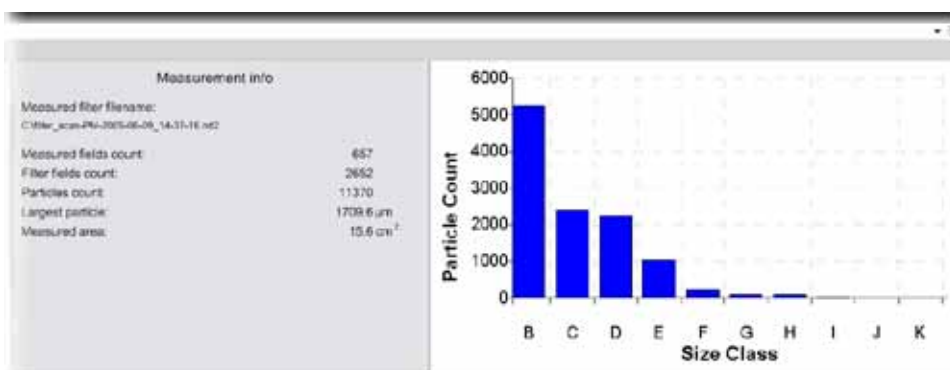 Measurement info
Measured filter filename:
Measured fields count: 657
Filter fields count: 2652
Particles count: 11370
Largest particle: 1709.6 µm
Measured area: 15.6 cm²
6000
5000
4000
3000
2000
1000
0
Particle Count
B C D E F G H I J K
Size Class